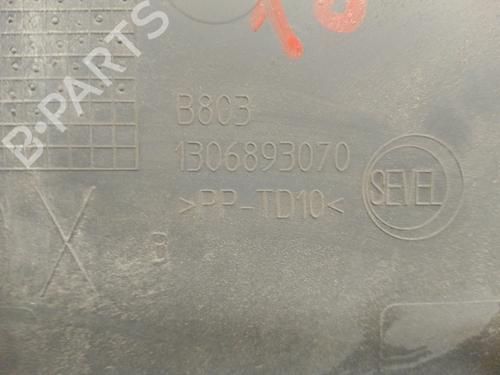 B803
1306893070
>PP-TD10<
SEVEL
X
B-PARTS